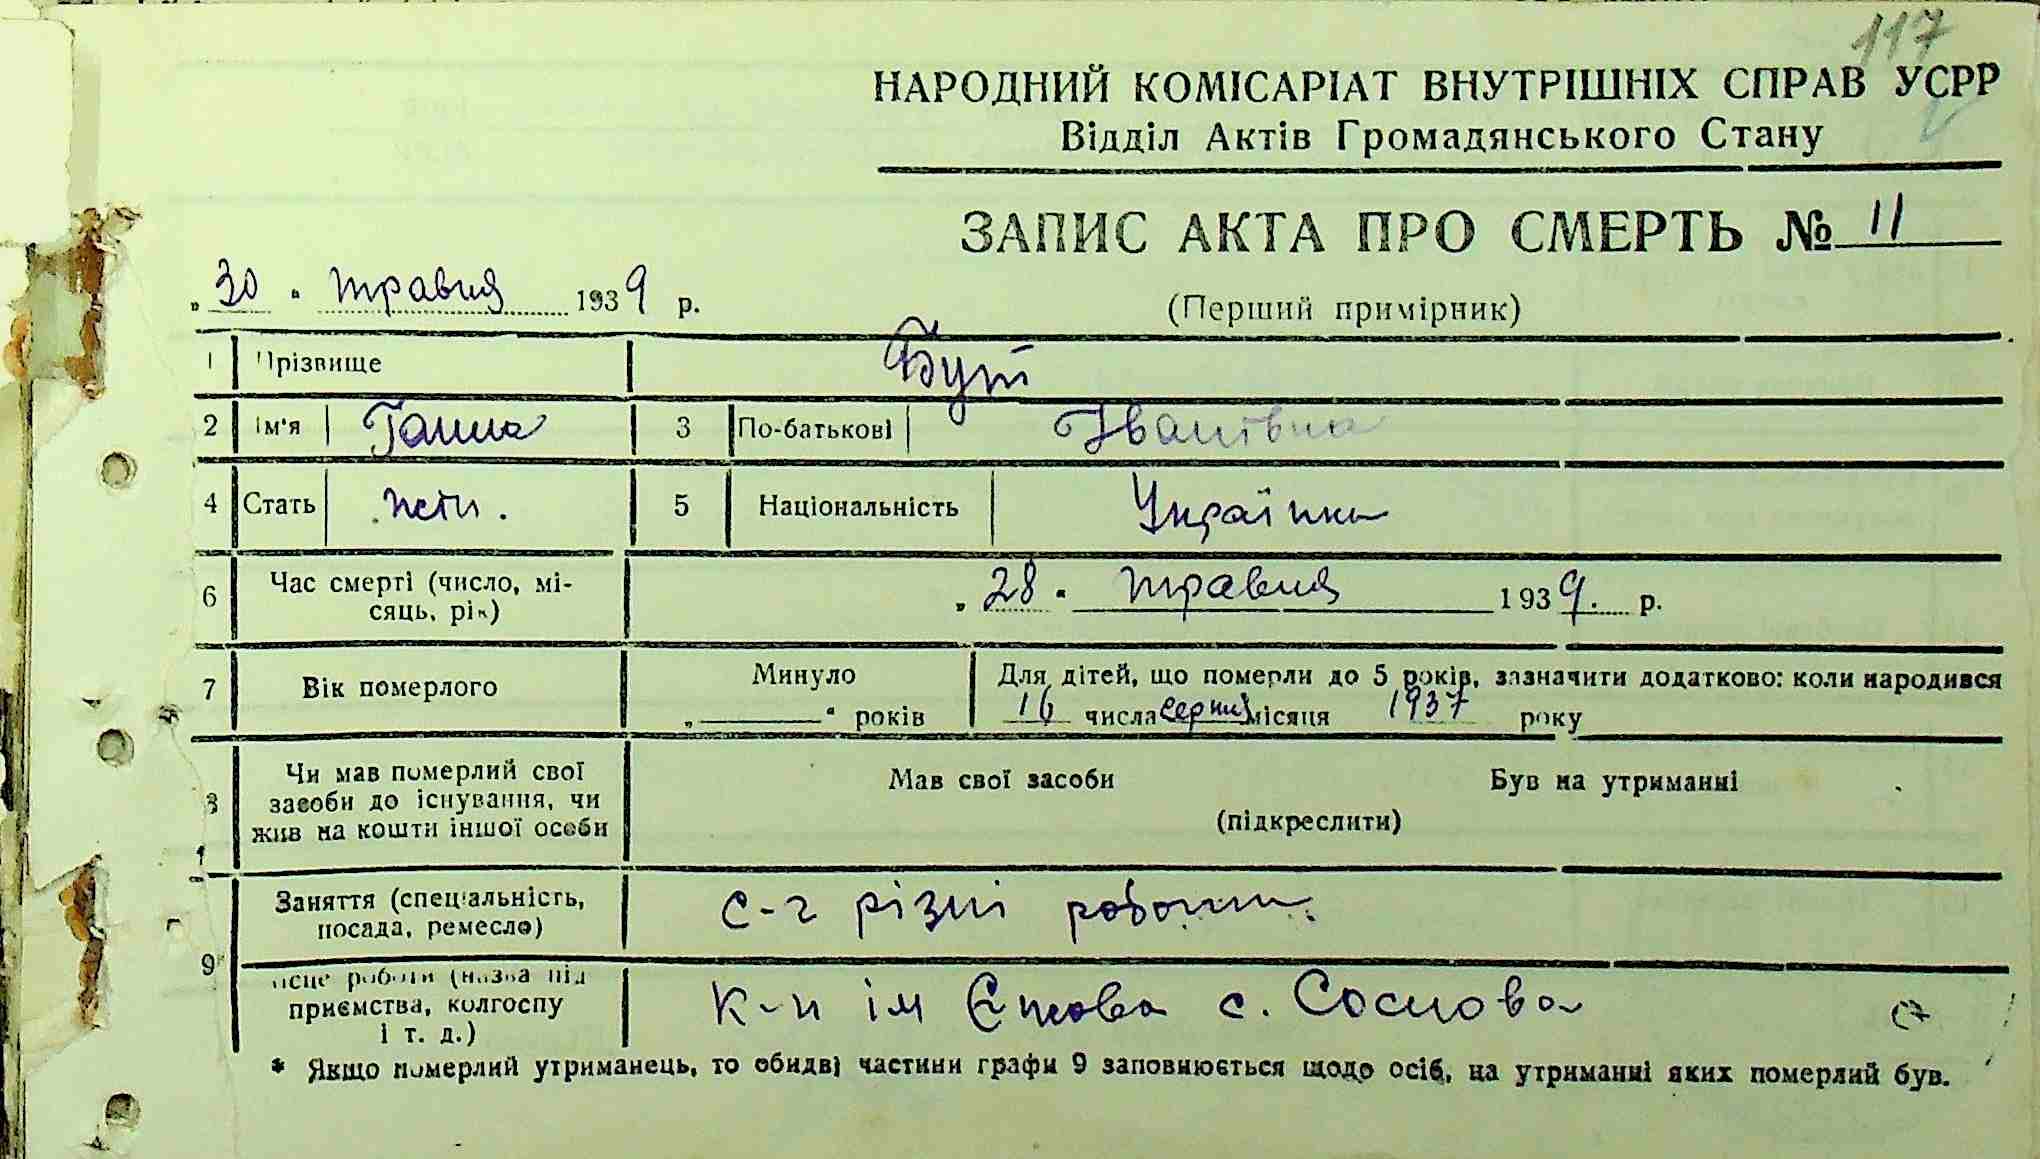 117
НАРОДНИЙ КОМІСАРІАТ ВНУТРІШНІХ СПРАВ УСРР
Відділ Актів Громадянського Стану
ЗАПИС АКТА ПРО СМЕРТЬ № 11
„30“ травня 1939 р.
(Перший примірник)
1 Прізвище Бут
2 Ім'я Ганна 3 По-батькові Іванівна
4 Стать жін. 5 Національність Українка
6 Час смерті (число, мі-
сяць, рік) „28“ травня 1939 р.
7 Вік померлого Минуло „ “ років Для дітей, що померли до 5 років, зазначити додатково: коли народився
16 числа серпня місяця 1937 року
8 Чи мав померлий свої
засоби до існування, чи
жив на кошти іншої особи
Мав свої засоби Був на утриманні
(підкреслити)
9 Заняття (спеціальність,
посада, ремесло) с-г різні роботи
Місце роботи (назва під
приємства, колгоспу
і т. д.) к-п ім с. Соснова
* Якщо померлий утриманець, то обидві частини графи 9 заповнюється щодо осіб, на утриманні яких померлий був.